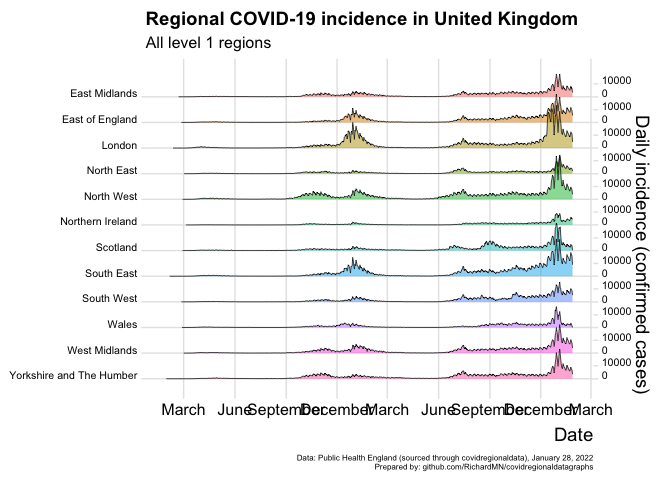 Regional COVID-19 incidence in United Kingdom
All level 1 regions
East Midlands
East of England
London
North East
North West
Northern Ireland
Scotland
South East
South West
Wales
West Midlands
Yorkshire and The Humber
10000
0
10000
0
10000
0
10000
0
10000
0
10000
0
10000
0
10000
0
10000
0
10000
0
10000
0
10000
0
Daily incidence (confirmed cases)
March June September December March June September December March
Date
Data: Public Health England (sourced through covidregionaldata), January 28, 2022
Prepared by: github.com/RichardMN/covidregionaldatagraphs